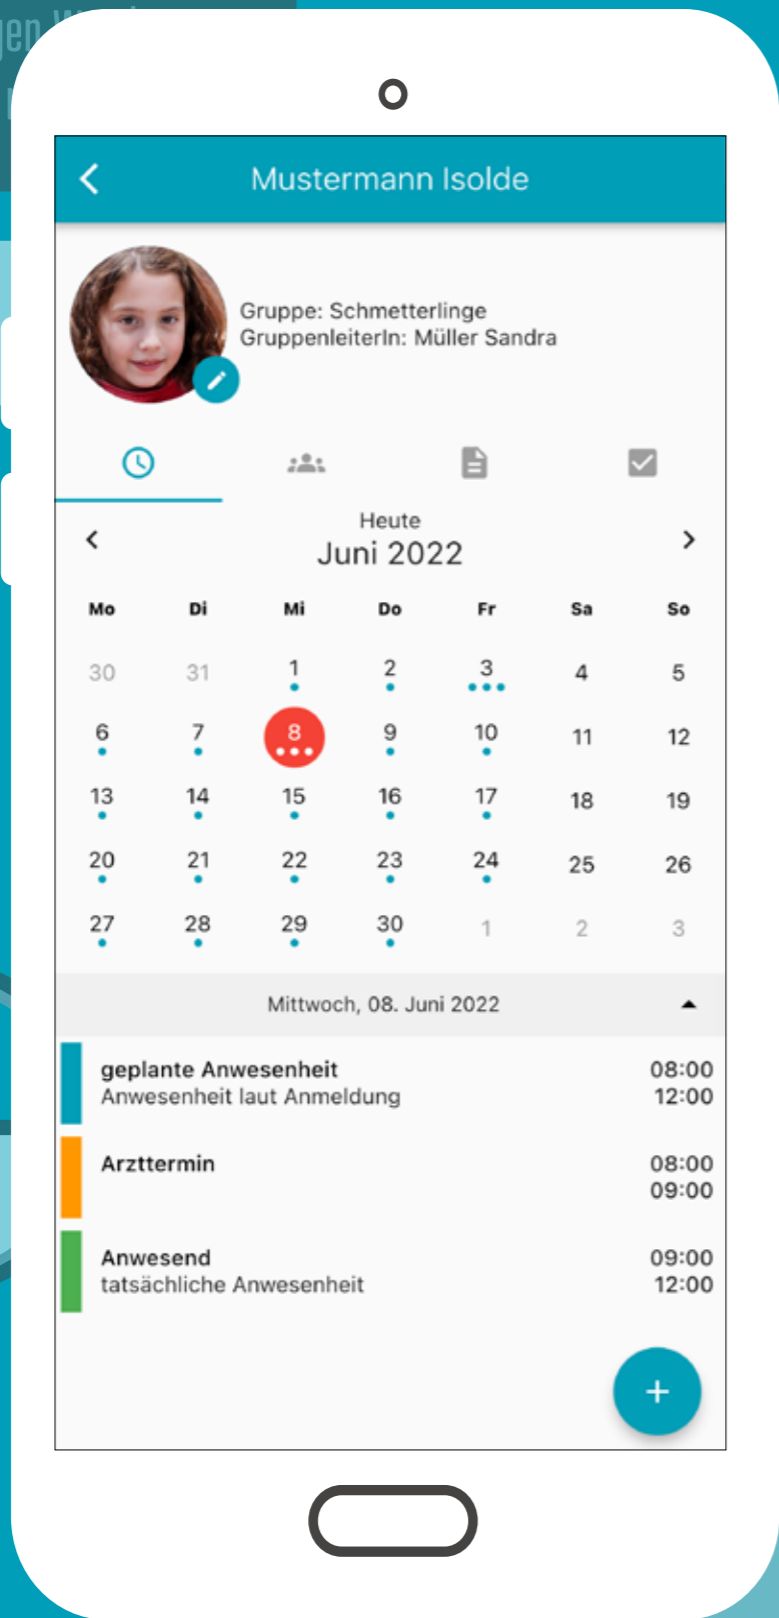 Mustermann Isolde
Gruppe: Schmetterlinge
GruppenleiterIn: Müller Sandra
Heute
Juni 2022
Mo Di Mi Do Fr Sa So
30 31 1 2 3 4 5
6 7 8 9 10 11 12
13 14 15 16 17 18 19
20 21 22 23 24 25 26
27 28 29 30 1 2 3
Mittwoch, 08. Juni 2022
geplante Anwesenheit 08:00
Anwesenheit laut Anmeldung 12:00
Arzttermin 08:00
09:00
Anwesend 09:00
tatsächliche Anwesenheit 12:00